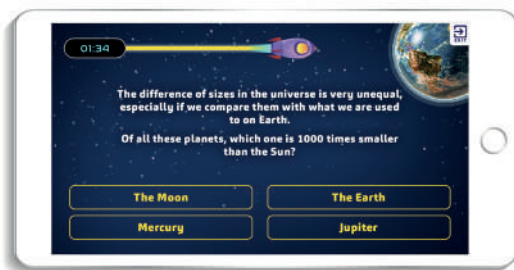 01:34
EXIT
The difference of sizes in the universe is very unequal,
especially if we compare them with what we are used
to on Earth.
Of all these planets, which one is 1000 times smaller
than the Sun?
The Moon
The Earth
Mercury
Jupiter